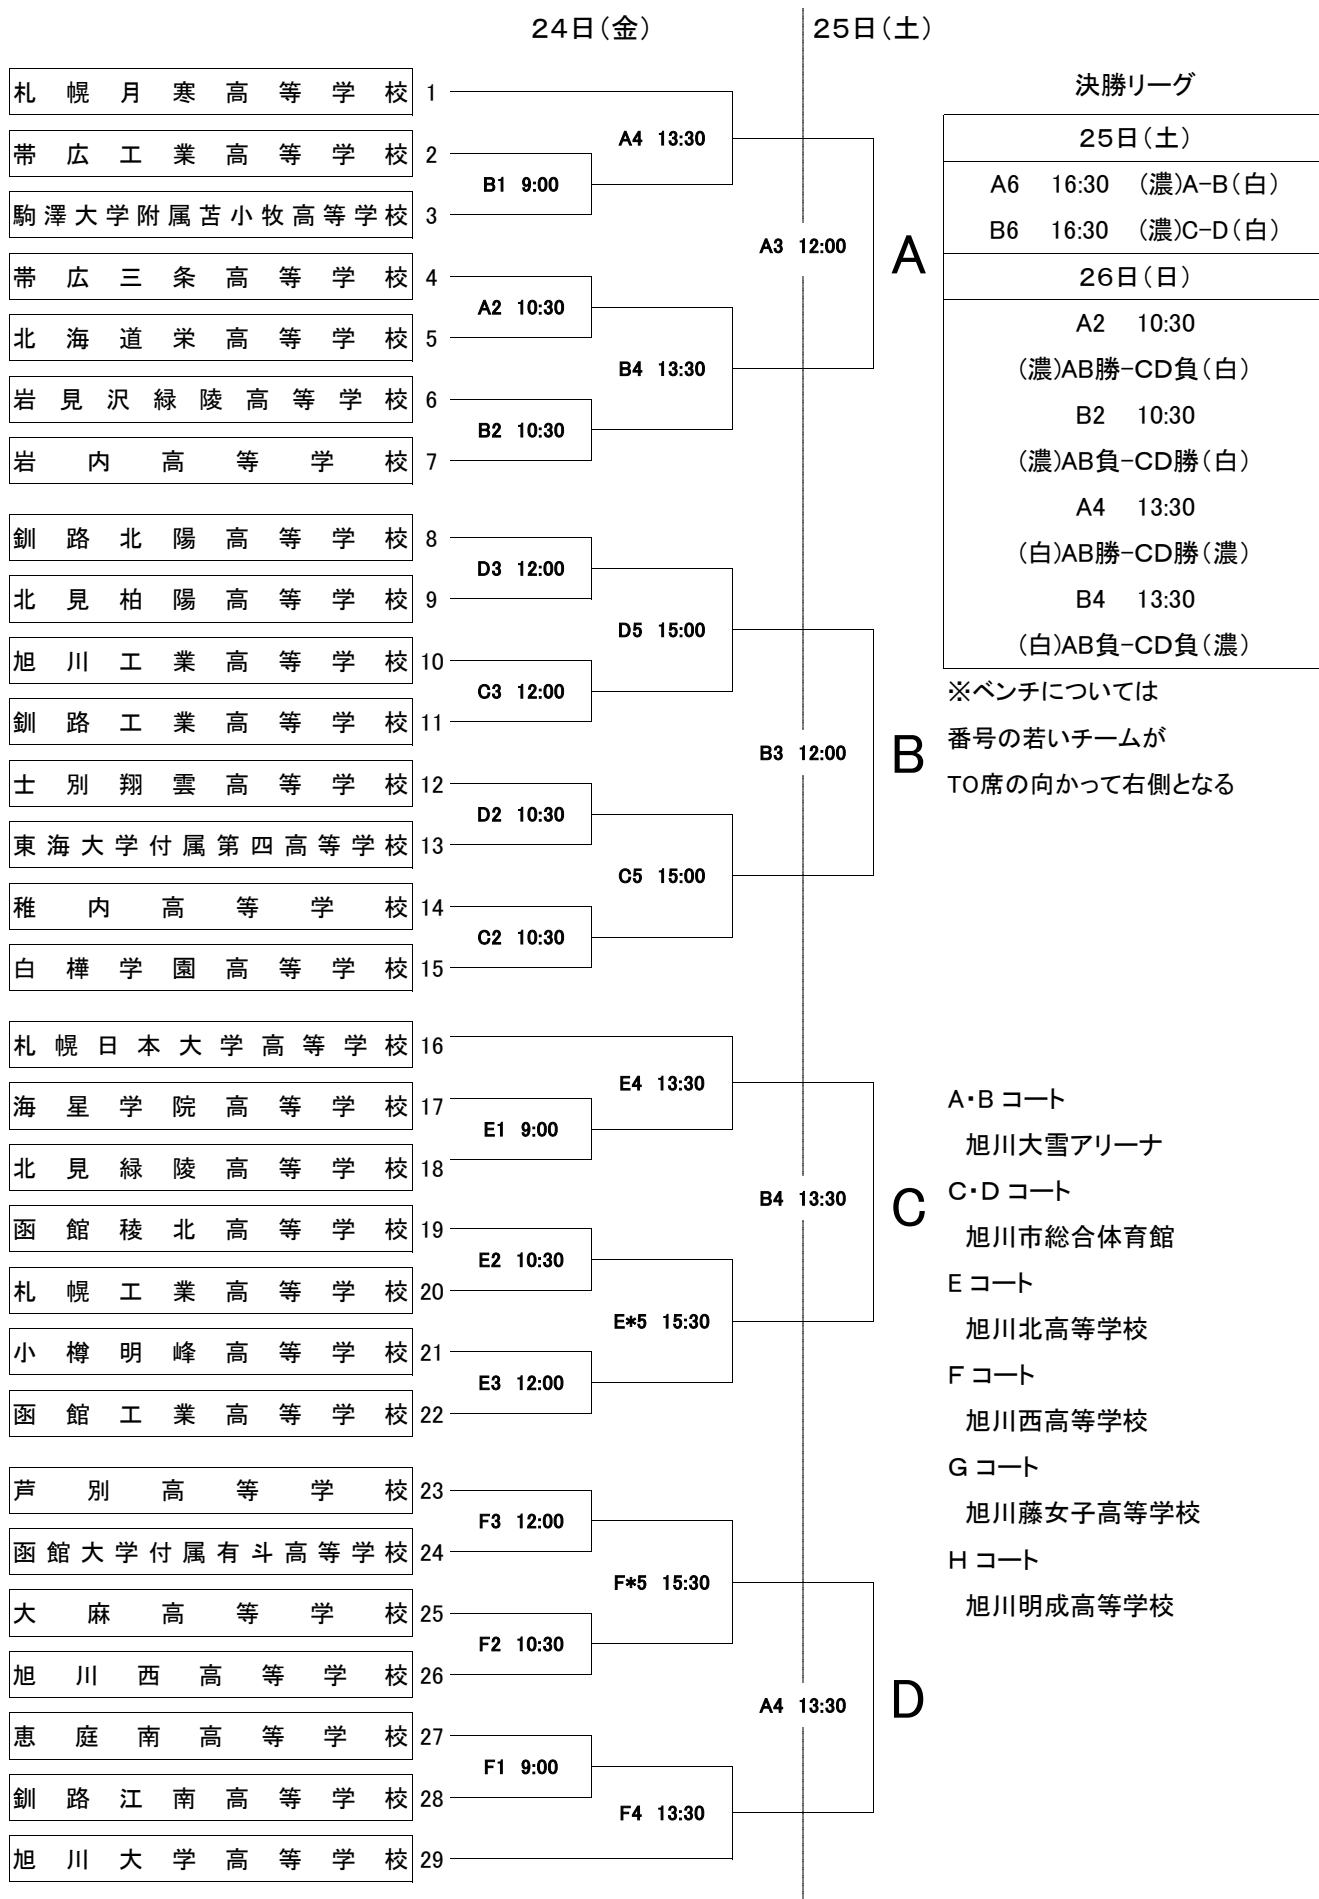 24日(金)
25日(土)
札幌月寒高等学校 1
A4 13:30
帯広工業高等学校 2
B1 9:00
駒澤大学附属苫小牧高等学校 3
A3 12:00
A
帯広三条高等学校 4
A2 10:30
北海道栄高等学校 5
B4 13:30
岩見沢緑陵高等学校 6
B2 10:30
岩内高等学校 7
釧路北陽高等学校 8
D3 12:00
北見柏陽高等学校 9
D5 15:00
旭川工業高等学校 10
C3 12:00
釧路工業高等学校 11
B3 12:00
B
士別翔雲高等学校 12
D2 10:30
東海大学付属第四高等学校 13
C5 15:00
稚内高等学校 14
C2 10:30
白樺学園高等学校 15
札幌日本大学高等学校 16
E4 13:30
海星学院高等学校 17
E1 9:00
北見緑陵高等学校 18
B4 13:30
C
函館稜北高等学校 19
E2 10:30
札幌工業高等学校 20
E*5 15:30
小樽明峰高等学校 21
E3 12:00
函館工業高等学校 22
芦別高等学校 23
F3 12:00
函館大学付属有斗高等学校 24
F*5 15:30
大麻高等学校 25
F2 10:30
旭川西高等学校 26
A4 13:30
D
恵庭南高等学校 27
F1 9:00
釧路江南高等学校 28
F4 13:30
旭川大学高等学校 29
決勝リーグ
25日(土)
A6 16:30 (濃)A-B(白)
B6 16:30 (濃)C-D(白)
26日(日)
A2 10:30
(濃)AB勝-CD負(白)
B2 10:30
(濃)AB負-CD勝(白)
A4 13:30
(白)AB勝-CD勝(濃)
B4 13:30
(白)AB負-CD負(濃)
※ベンチについては
番号の若いチームが
TO席の向かって右側となる
A・B コート
旭川大雪アリーナ
C・D コート
旭川市総合体育館
E コート
旭川北高等学校
F コート
旭川西高等学校
G コート
旭川藤女子高等学校
H コート
旭川明成高等学校